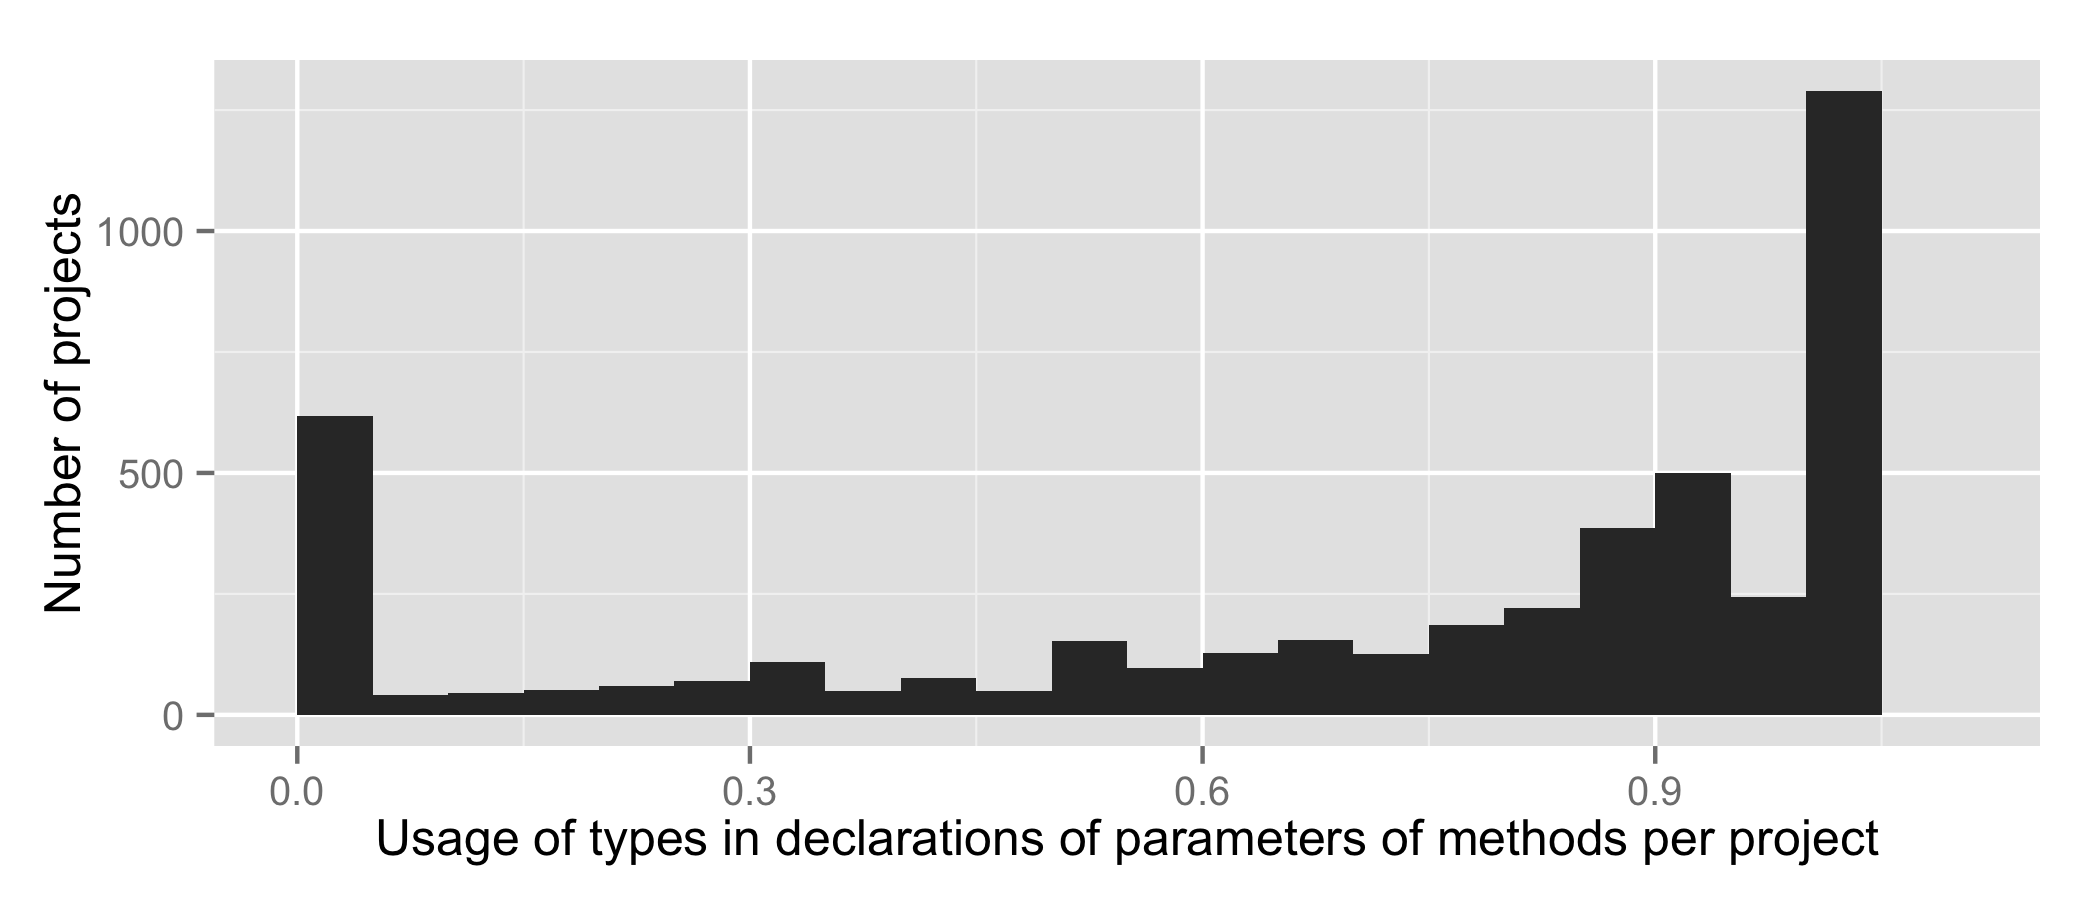 Number of projects
1000
500
0
0.0 0.3 0.6 0.9
Usage of types in declarations of parameters of methods per project